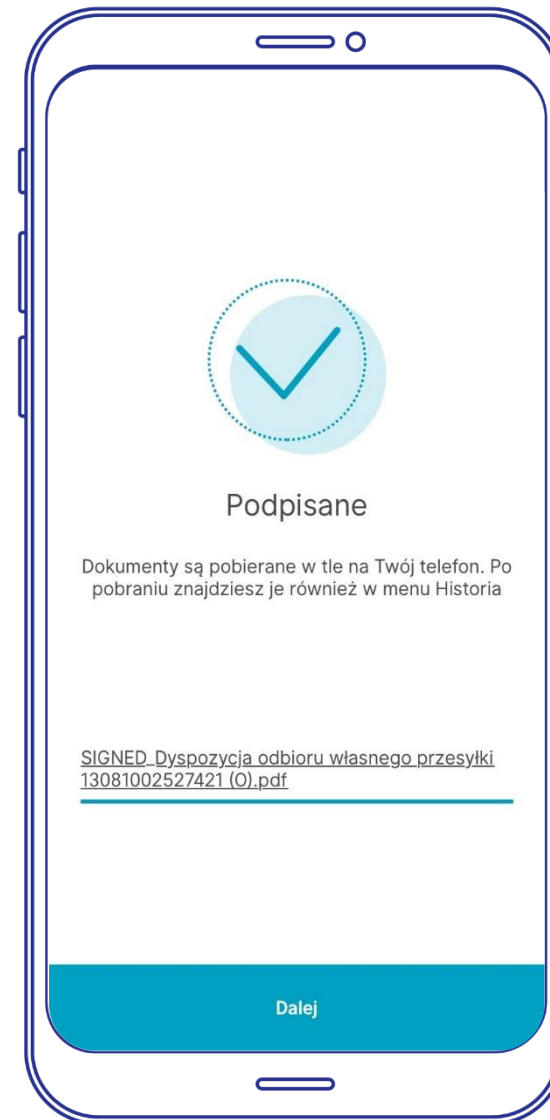 Podpisane
Dokumenty są pobierane w tle na Twój telefon. Po
pobraniu znajdziesz je również w menu Historia
SIGNED_Dyspozycja odbioru własnego przesyłki
13081002527421 (O).pdf
Dalej